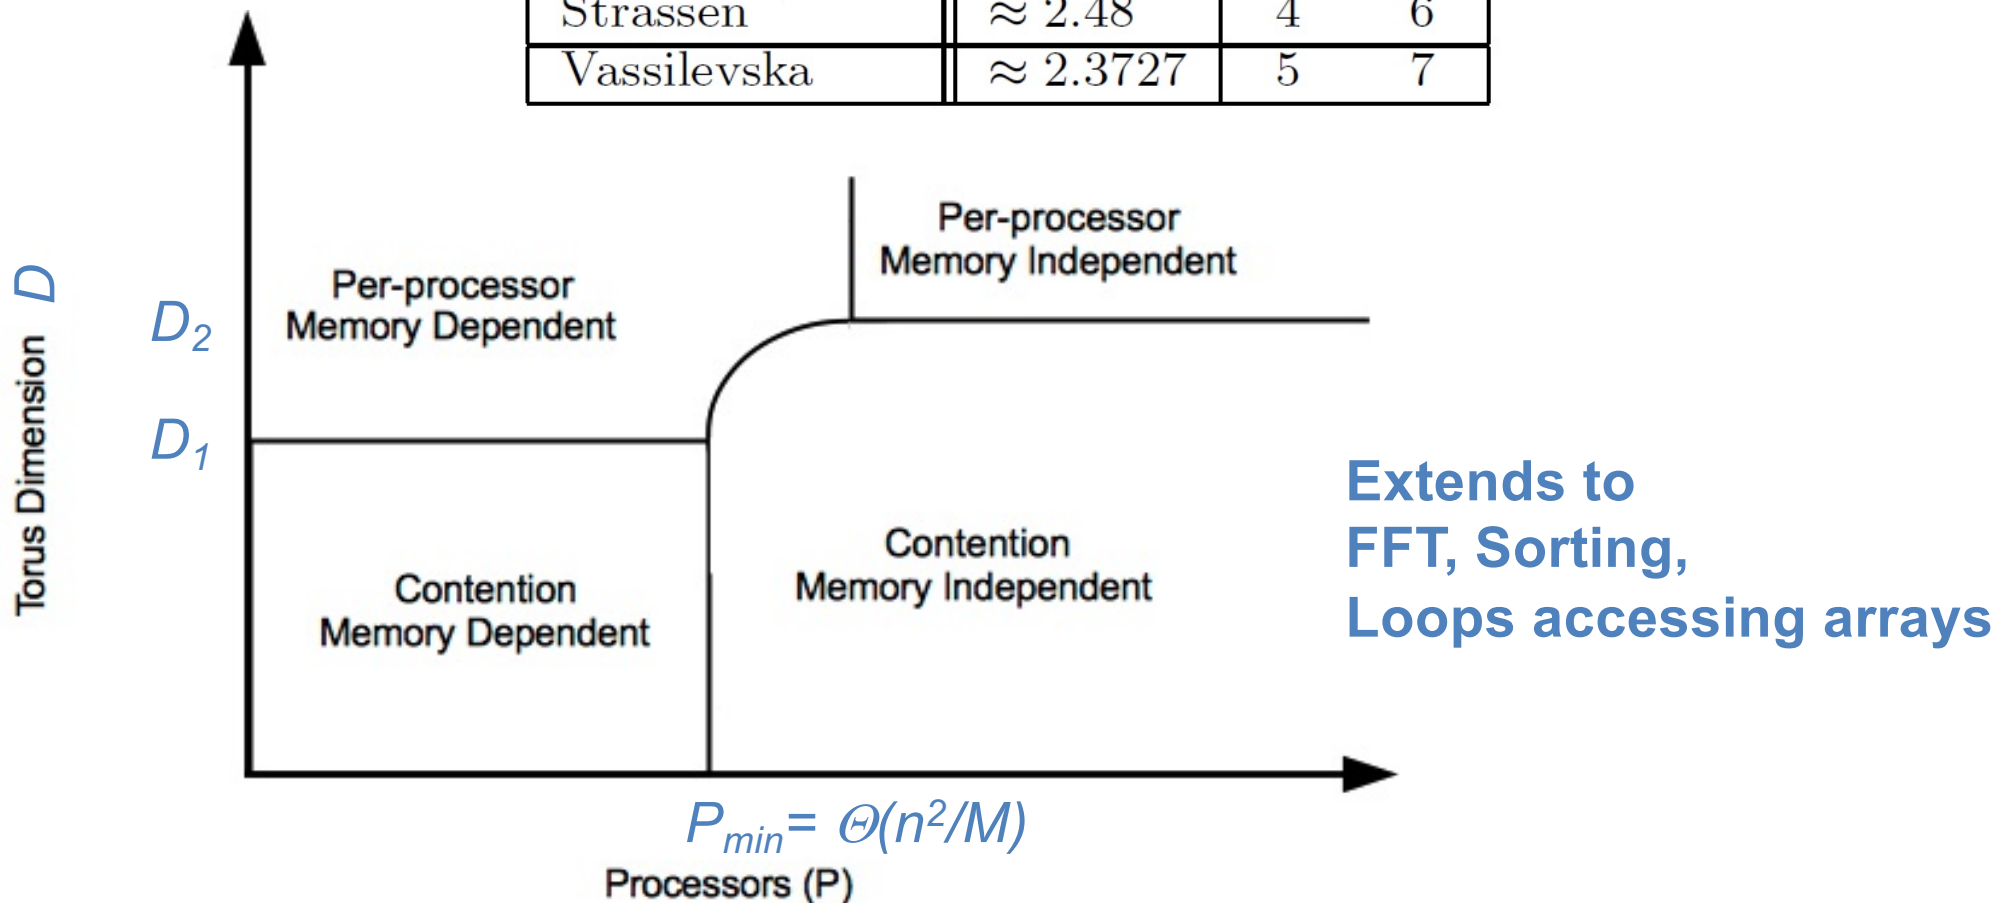 Strassen ≈ 2.48 4 6
Vassilevska ≈ 2.3727 5 7
Per-processor
Memory Independent
Per-processor
Memory Dependent
Torus Dimension D
D₂
D₁
Contention
Memory Independent
Contention
Memory Dependent
Extends to
FFT, Sorting,
Loops accessing arrays
Pₘᵢₙ= Θ(n²/M)
Processors (P)